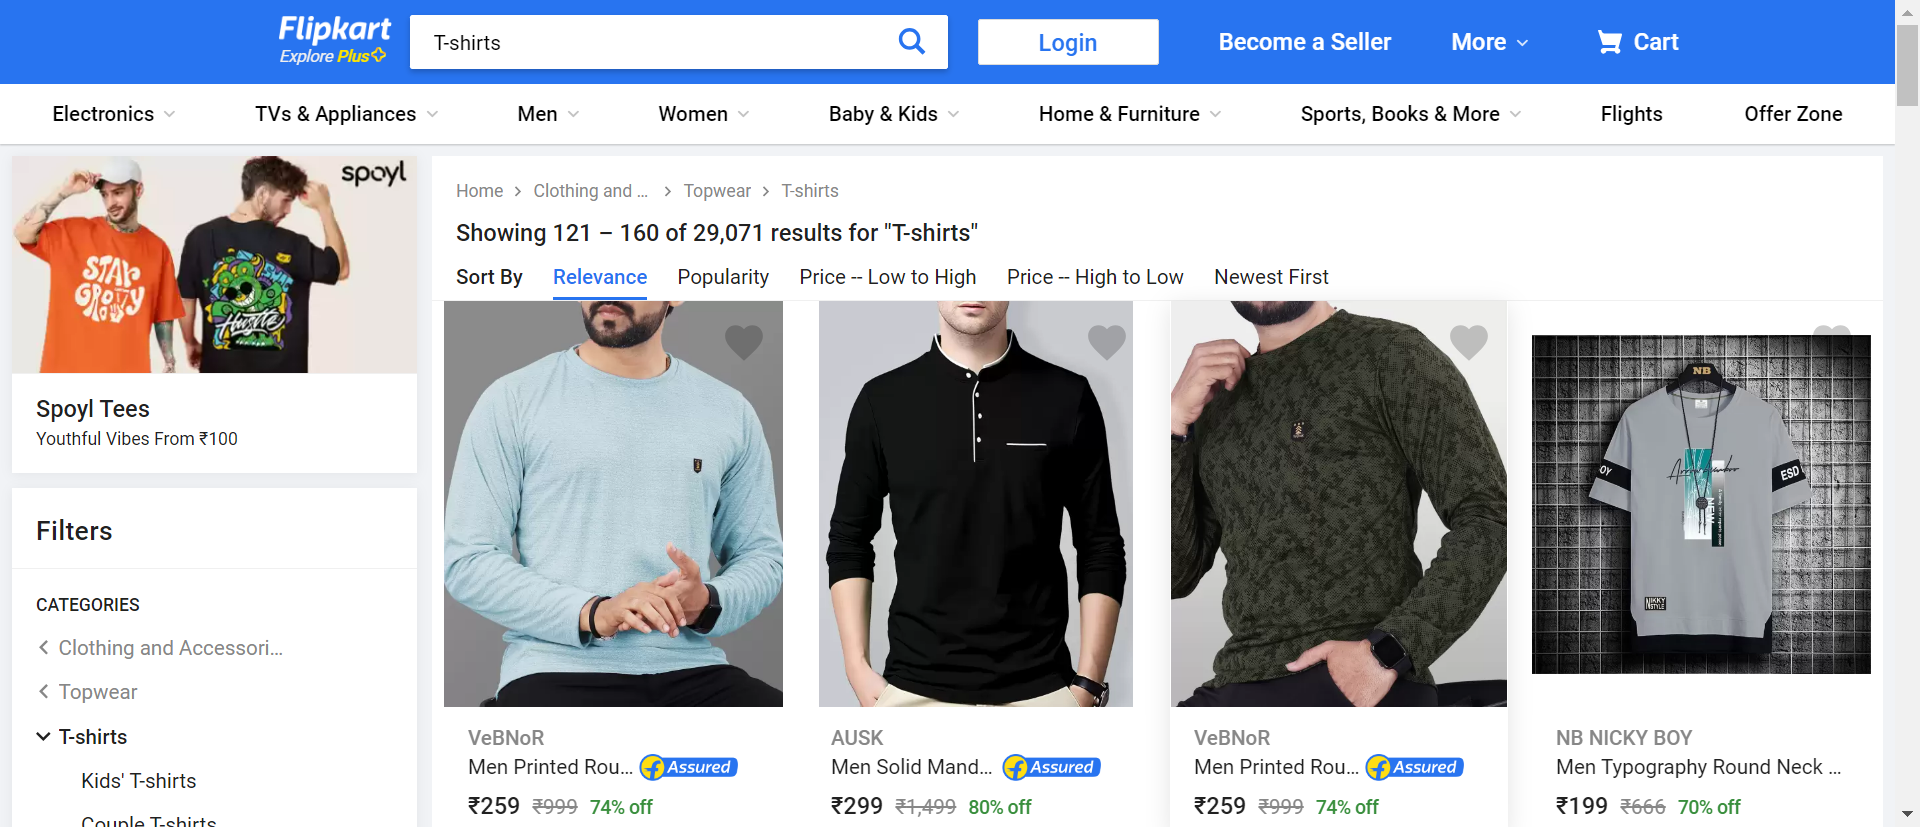 Flipkart
Explore Plus
T-shirts
Login
Become a Seller
More
Cart
Electronics
TVs & Appliances
Men
Women
Baby & Kids
Home & Furniture
Sports, Books & More
Flights
Offer Zone
spoyl
STAY
GROOVY
Hustle
Spoyl Tees
Youthful Vibes From ₹100
Filters
CATEGORIES
Clothing and Accessori...
Topwear
T-shirts
Kids' T-shirts
Couple T-shirts
Home > Clothing and ... > Topwear > T-shirts
Showing 121 – 160 of 29,071 results for "T-shirts"
Sort By Relevance Popularity Price -- Low to High Price -- High to Low Newest First
VeBNoR
Men Printed Rou... Assured
₹259 ₹999 74% off
AUSK
Men Solid Mand... Assured
₹299 ₹1,499 80% off
VeBNoR
Men Printed Rou... Assured
₹259 ₹999 74% off
NB
ESD
NEW
NIKKY
STYLE
NB NICKY BOY
Men Typography Round Neck ...
₹199 ₹666 70% off